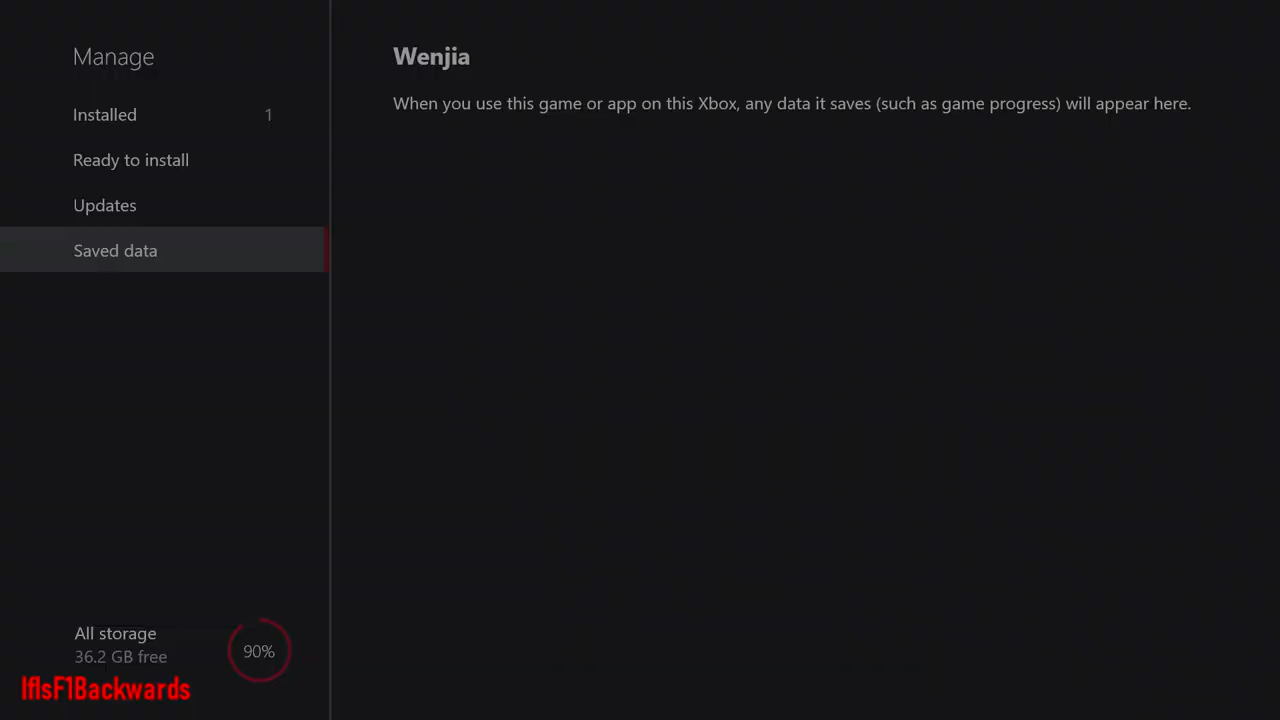 Manage
Installed 1
Ready to install
Updates
Saved data
Wenjia
When you use this game or app on this Xbox, any data it saves (such as game progress) will appear here.
All storage
36.2 GB free
90%
IfIsF1Backwards